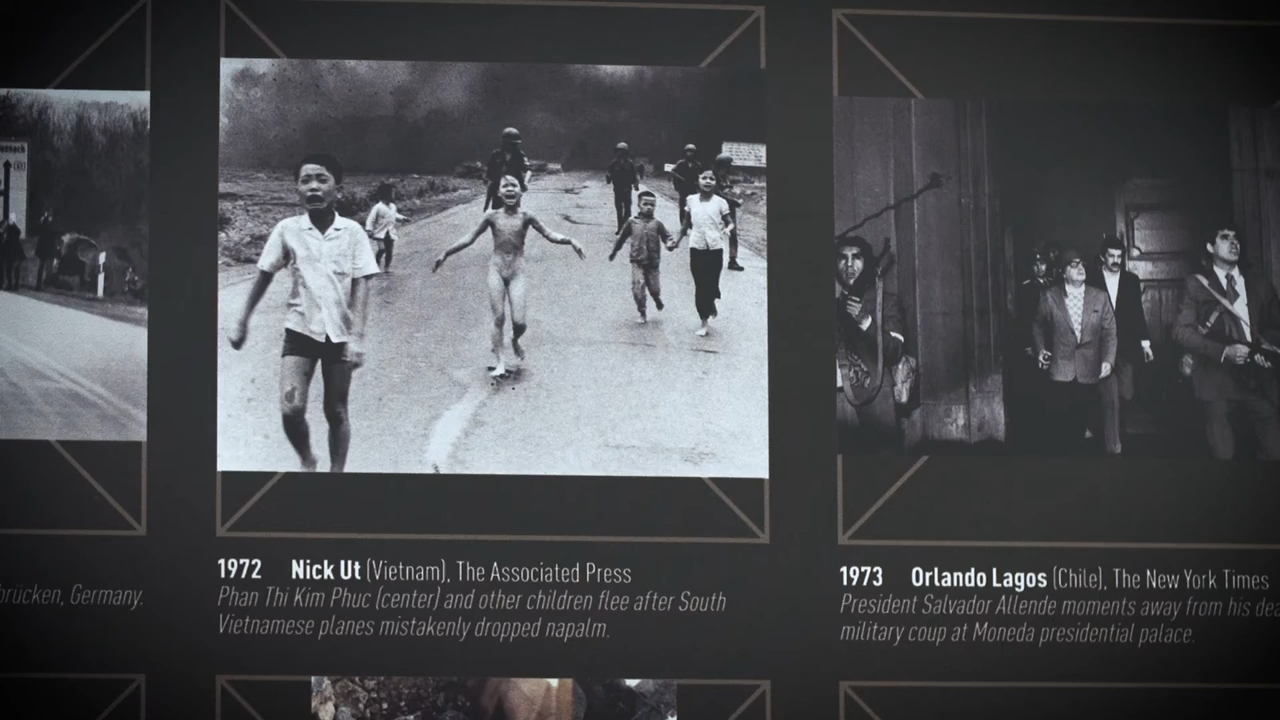 brücken, Germany.
1972 Nick Ut (Vietnam), The Associated Press
Phan Thi Kim Phuc (center) and other children flee after South
Vietnamese planes mistakenly dropped napalm.
1973 Orlando Lagos (Chile), The New York Times
President Salvador Allende moments away from his
military coup at Moneda presidential palace.